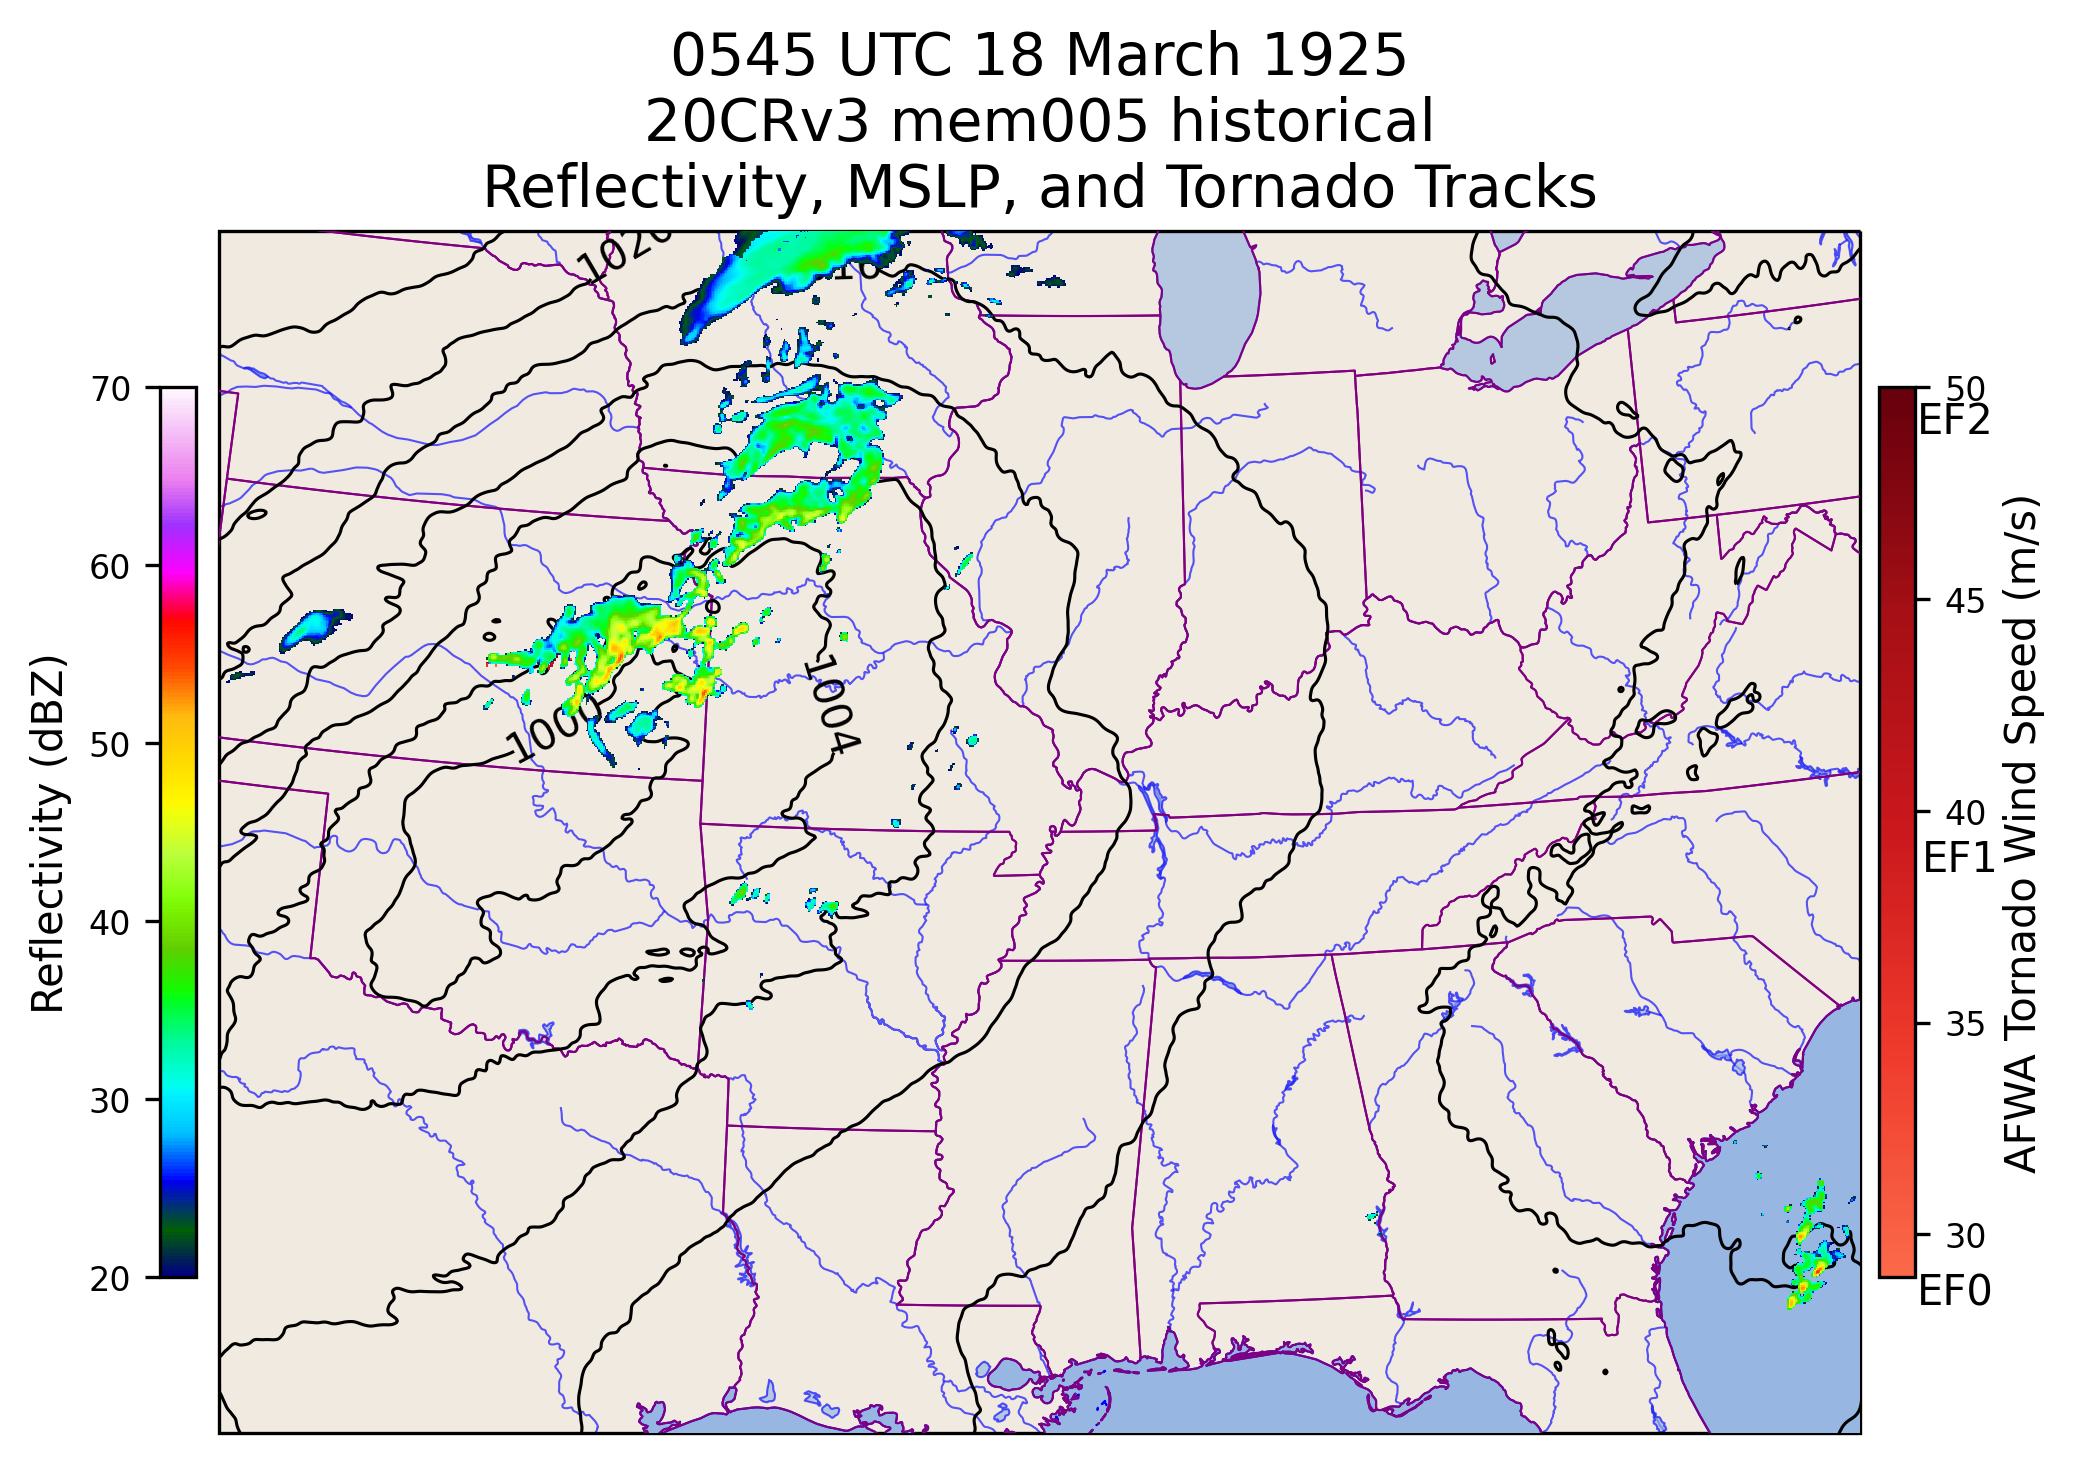 0545 UTC 18 March 1925
20CRv3 mem005 historical
Reflectivity, MSLP, and Tornado Tracks
1020
1004
1000
70
60
50
40
30
20
Reflectivity (dBZ)
50
EF2
45
40
EF1
35
30
EF0
AFWA Tornado Wind Speed (m/s)